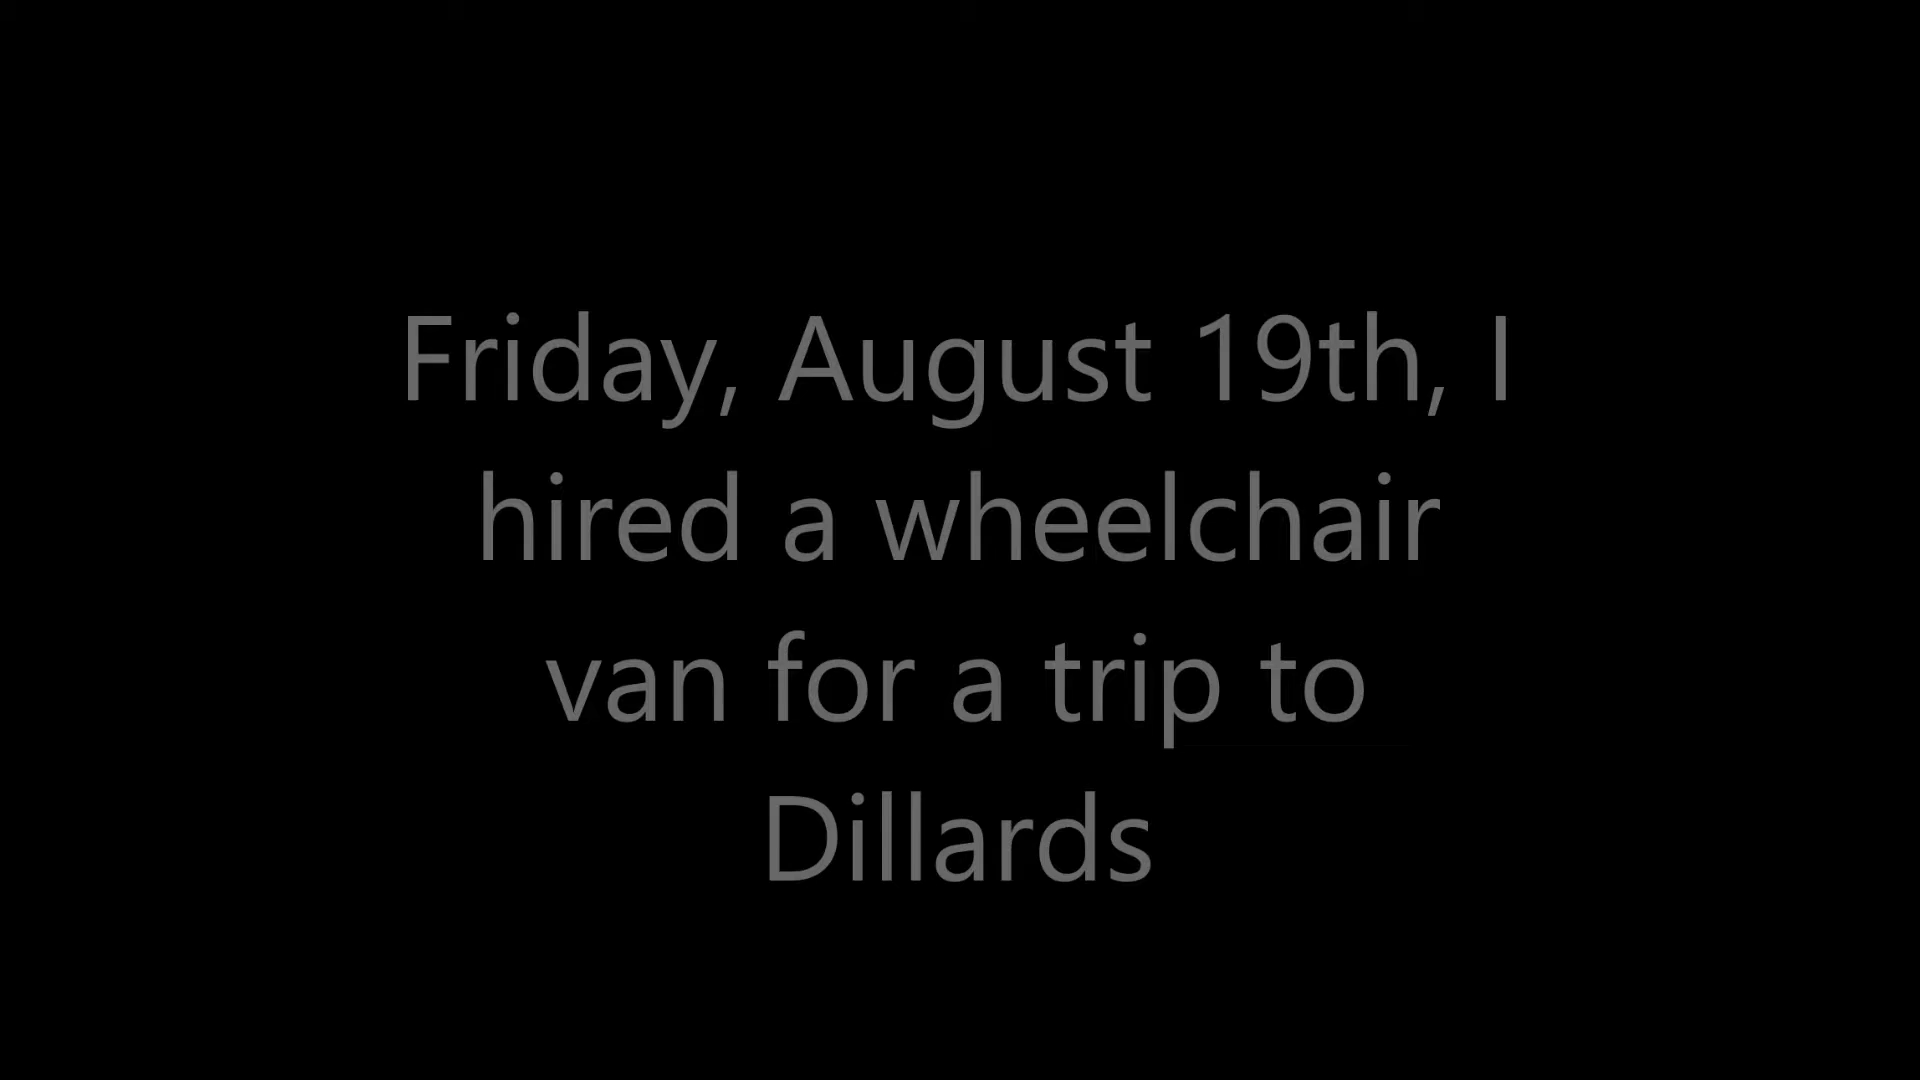 Friday, August 19th, I
hired a wheelchair
van for a trip to
Dillards